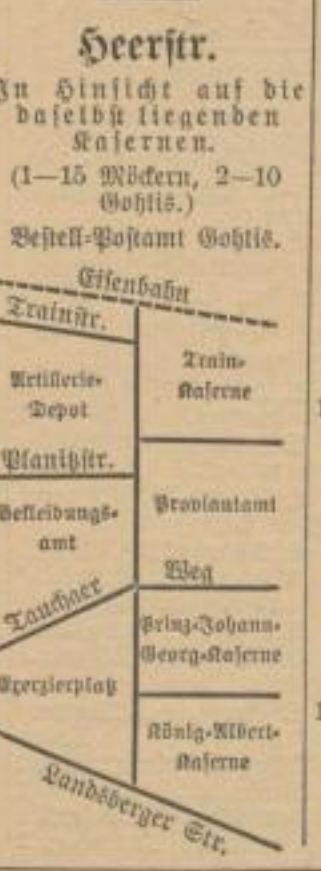 Heerstr.
In Hinsicht auf die
daselbst liegenden
Kasernen.
(1—15 Möckern, 2—10
Gohlis.)
Bestell-Postamt Gohlis.
Eisenbahn
Trainstr.
Train-
Kaserne
Artillerie-
Depot
Planitzstr.
Proviantamt
Bekleidungs-
amt
Weg
Tauchaer
Prinz-Johann-
Georg-Kaserne
Exerzierplatz
König-Albert-
Kaserne
Landsberger Str.